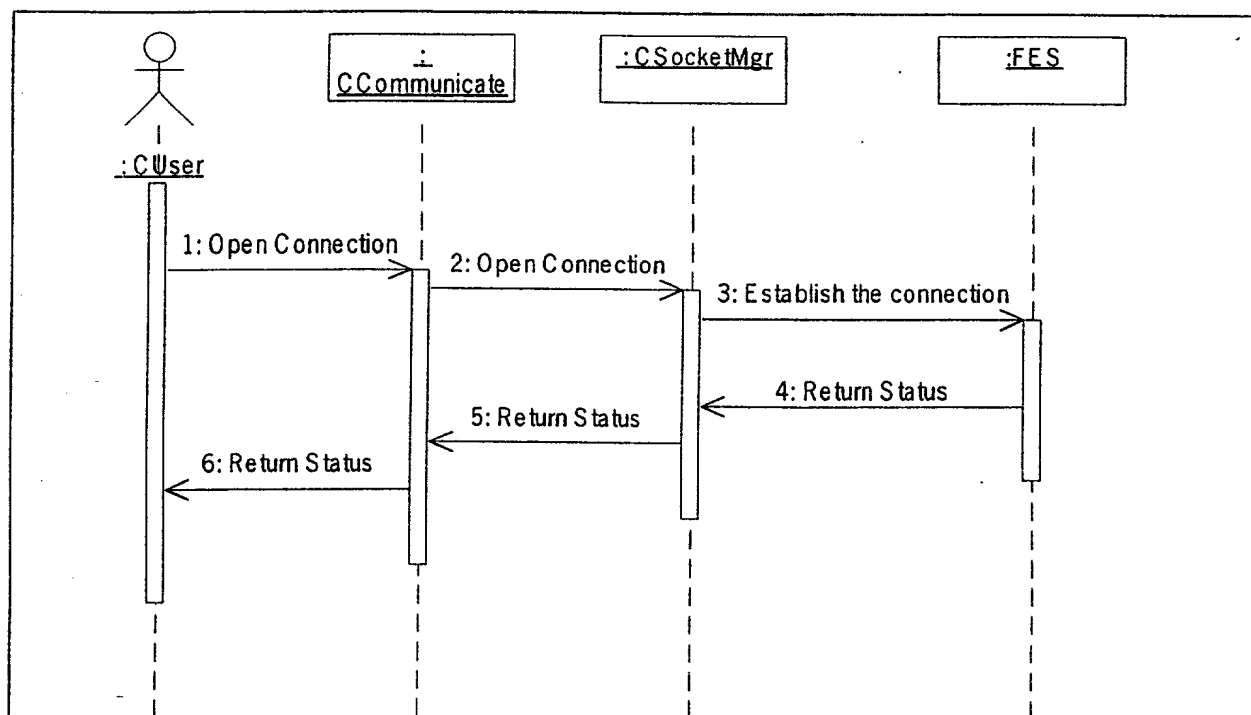 :
CCommunicate
: CSocketMgr
:FES
: CUser
1: Open Connection
2: Open Connection
3: Establish the connection
4: Return Status
5: Return Status
6: Return Status